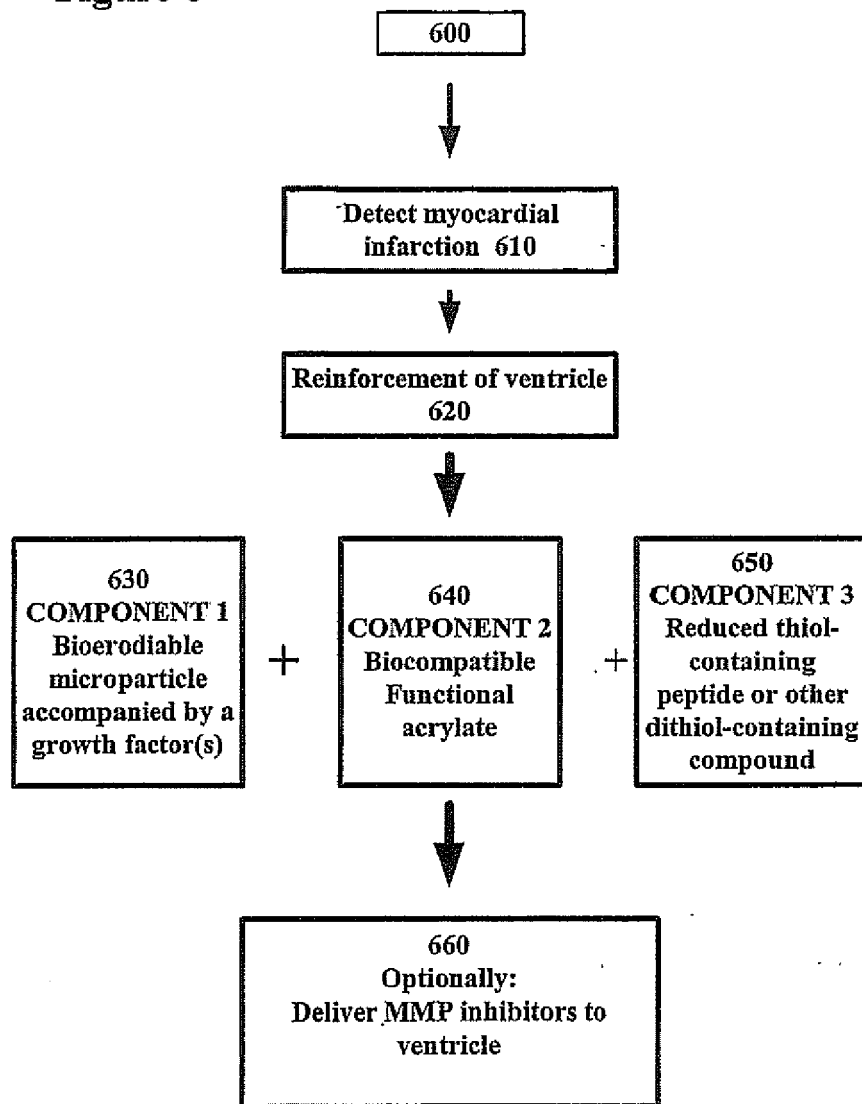 600
Detect myocardial
infarction 610
Reinforcement of ventricle
620
630
COMPONENT 1
Bioerodiable
microparticle
accompanied by a
growth factor(s)
+
640
COMPONENT 2
Biocompatible
Functional
acrylate
+
650
COMPONENT 3
Reduced thiol-
containing
peptide or other
dithiol-containing
compound
660
Optionally:
Deliver MMP inhibitors to
ventricle